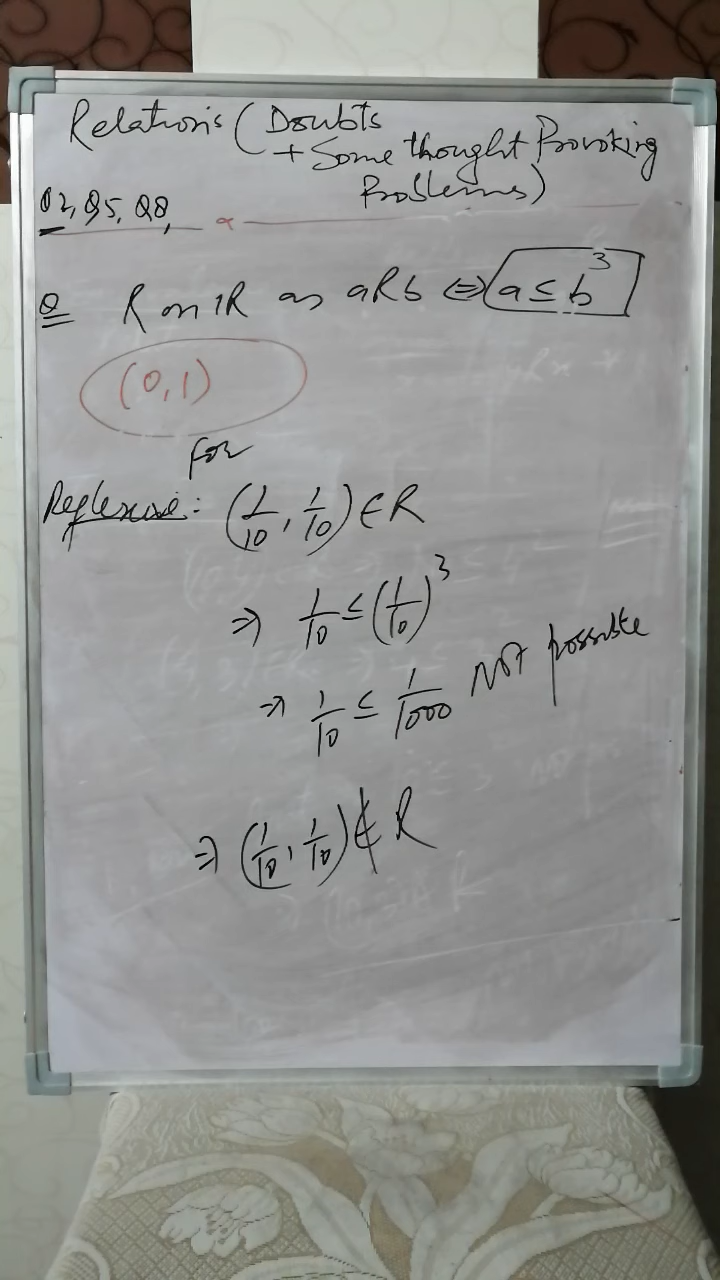 Relations (Doubts
+ Some thought Provoking
Problems)
Q2, Q5, Q8,
Q R on IR as aRb ⇔ a ≤ b³
(0,1)
For
Reflexive: (1/10, 1/10) ∈ R
⇒ 1/10 ≤ (1/10)³
⇒ 1/10 ≤ 1/1000 Not possible
⇒ (1/10, 1/10) ∉ R